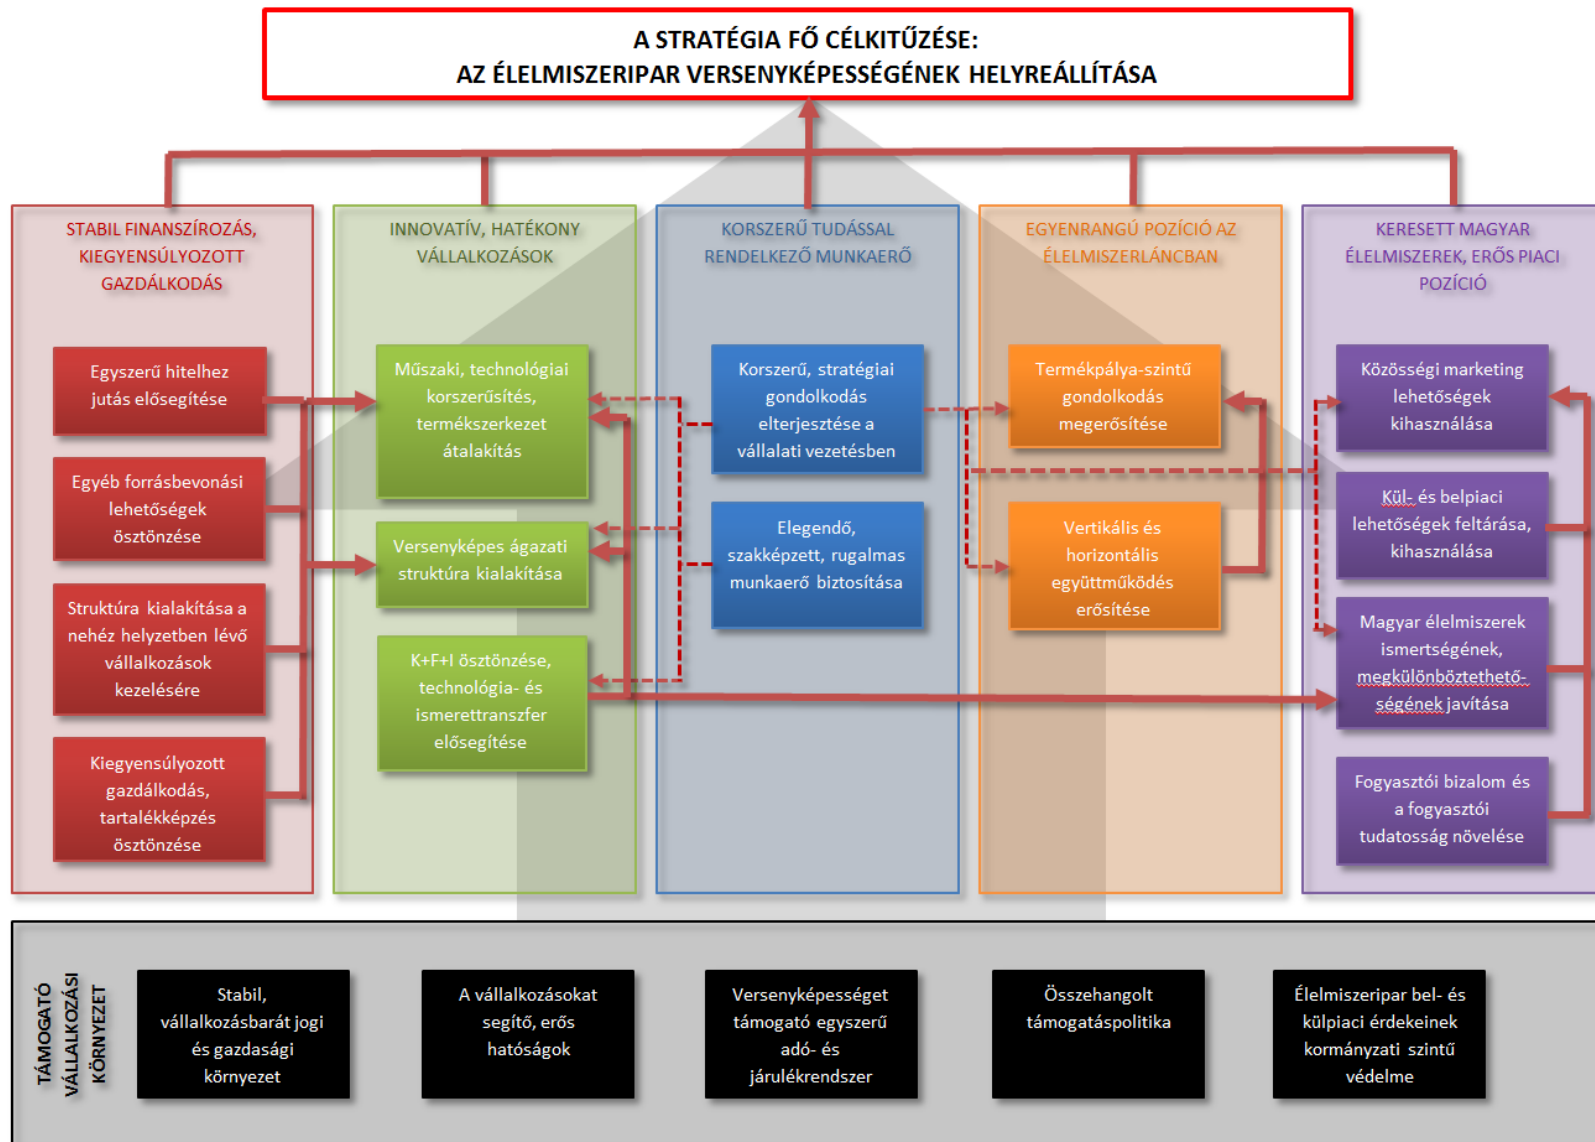 A STRATÉGIA FŐ CÉLKITŰZÉSE:
AZ ÉLELMISZERIPAR VERSENYKÉPESSÉGÉNEK HELYREÁLLÍTÁSA
STABIL FINANSZÍROZÁS,
KIEGYENSÚLYOZOTT
GAZDÁLKODÁS
Egyszerű hitelhez
jutás elősegítése
Egyéb forrásbevonási
lehetőségek
ösztönzése
Struktúra kialakítása a
nehéz helyzetben lévő
vállalkozások
kezelésére
Kiegyensúlyozott
gazdálkodás,
tartalékképzés
ösztönzése
INNOVATÍV, HATÉKONY
VÁLLALKOZÁSOK
Műszaki, technológiai
korszerűsítés,
termékszerkezet
átalakítás
Versenyképes ágazati
struktúra kialakítása
K+F+I ösztönzése,
technológia- és
ismerettranszfer
elősegítése
KORSZERŰ TUDÁSSAL
RENDELKEZŐ MUNKAERŐ
Korszerű, stratégiai
gondolkodás
elterjesztése a
vállalati vezetésben
Elegendő,
szakképzett, rugalmas
munkaerő biztosítása
EGYENRANGÚ POZÍCIÓ AZ
ÉLELMISZERLÁNCBAN
Termékpálya-szintű
gondolkodás
megerősítése
Vertikális és
horizontális
együttműködés
erősítése
KERESETT MAGYAR
ÉLELMISZEREK, ERŐS PIACI
POZÍCIÓ
Közösségi marketing
lehetőségek
kihasználása
Kül- és belpiaci
lehetőségek feltárása,
kihasználása
Magyar élelmiszerek
ismertségének,
megkülönböztethető-
ségének javítása
Fogyasztói bizalom és
a fogyasztói
tudatosság növelése
TÁMOGATÓ
VÁLLALKOZÁSI
KÖRNYEZET
Stabil,
vállalkozásbarát jogi
és gazdasági
környezet
A vállalkozásokat
segítő, erős
hatóságok
Versenyképességet
támogató egyszerű
adó- és
járulékrendszer
Összehangolt
támogatáspolitika
Élelmiszeripar bel- és
külpiaci érdekeinek
kormányzati szintű
védelme